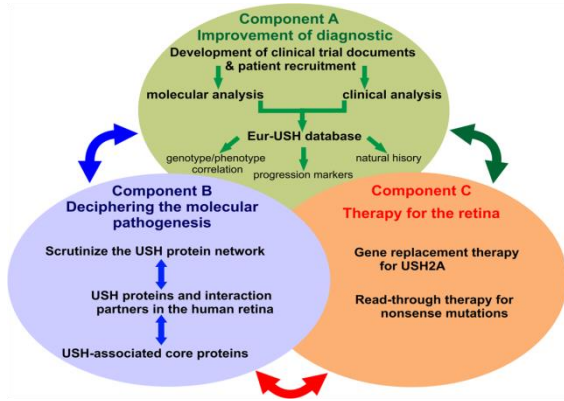 Component A
Improvement of diagnostic
Development of clinical trial documents
& patient recruitment
molecular analysis
clinical analysis
Eur-USH database
genotype/phenotype
correlation
progression markers
natural hisory
Component B
Deciphering the molecular
pathogenesis
Scrutinize the USH protein network
USH proteins and interaction
partners in the human retina
USH-associated core proteins
Component C
Therapy for the retina
Gene replacement therapy
for USH2A
Read-through therapy for
nonsense mutations